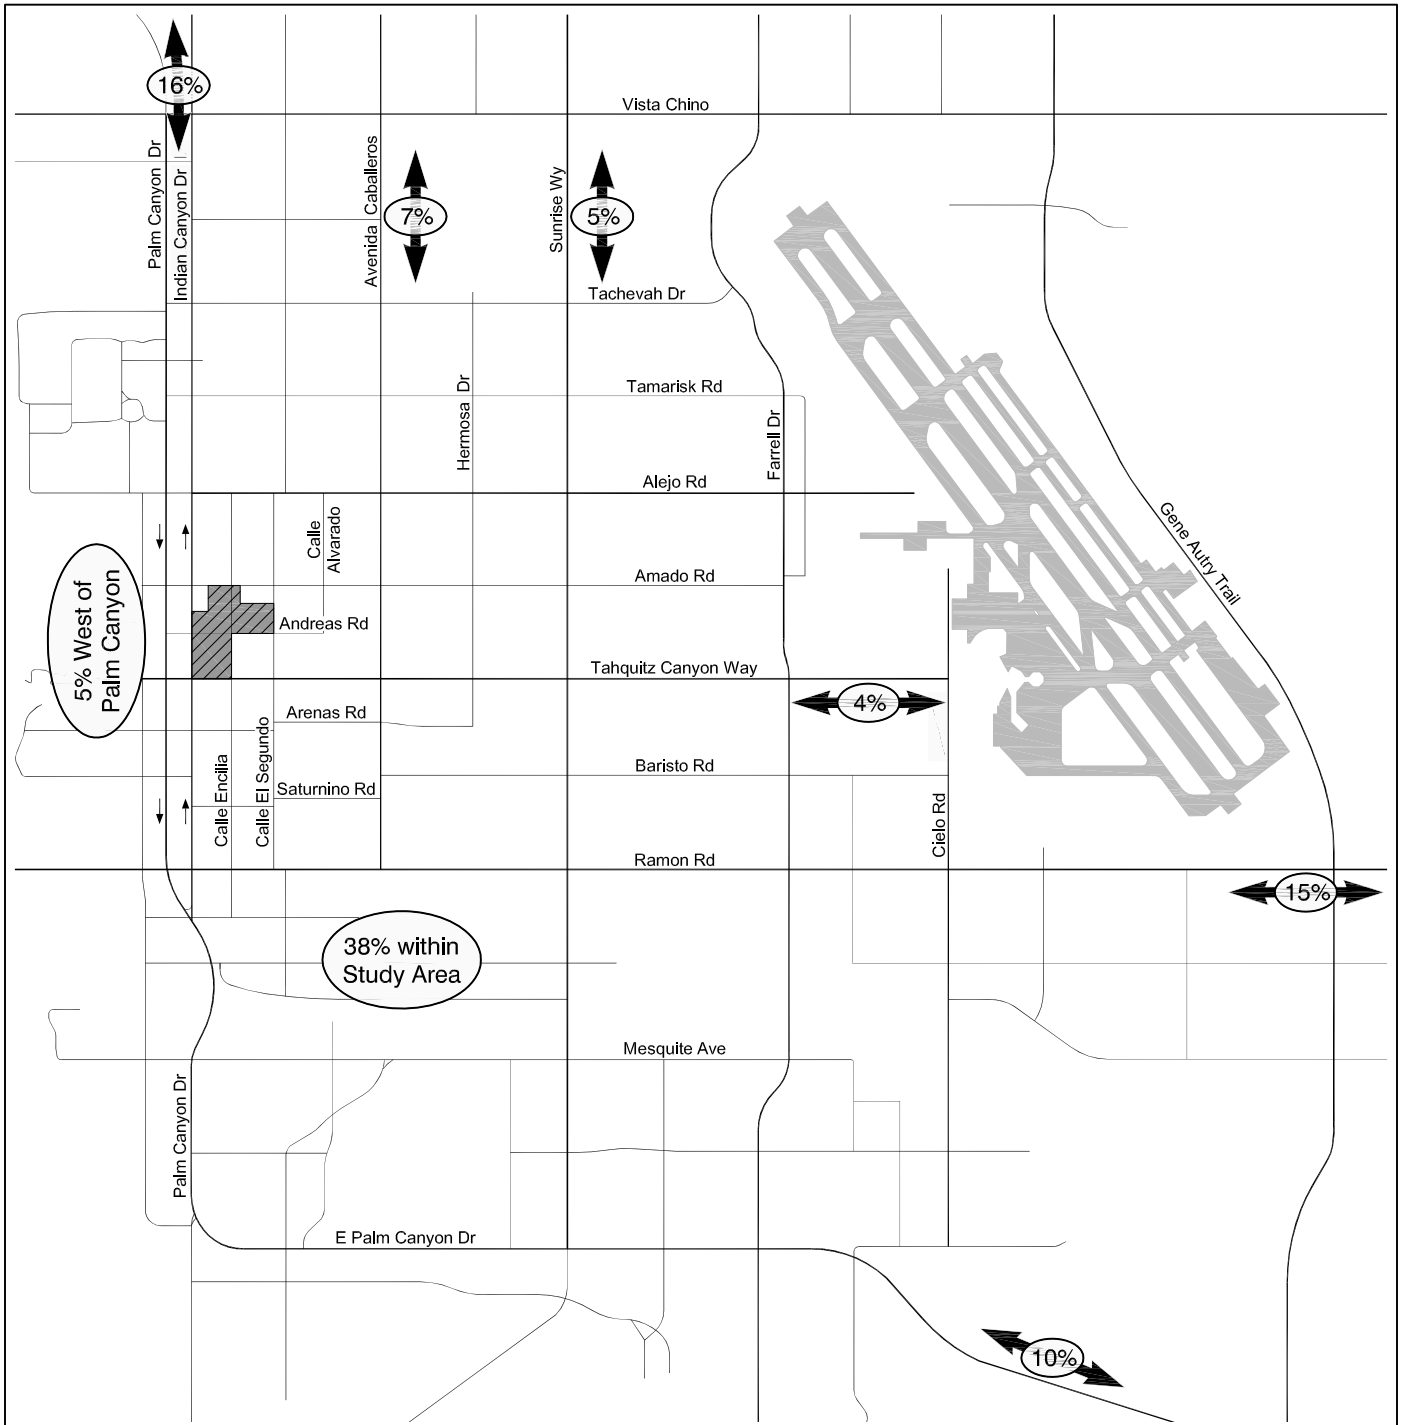 16%
Vista Chino
Palm Canyon Dr
Indian Canyon Dr
Avenida Caballeros
7%
Sunrise Wy
5%
Tachevah Dr
Hermosa Dr
Tamarisk Rd
Farrell Dr
Alejo Rd
Calle
Alvarado
Gene Autry Trail
5% West of
Palm Canyon
Amado Rd
Andreas Rd
Tahquitz Canyon Way
4%
Arenas Rd
Calle Encilia
Calle El Segundo
Baristo Rd
Saturnino Rd
Cielo Rd
Ramon Rd
15%
38% within
Study Area
Mesquite Ave
Palm Canyon Dr
E Palm Canyon Dr
10%